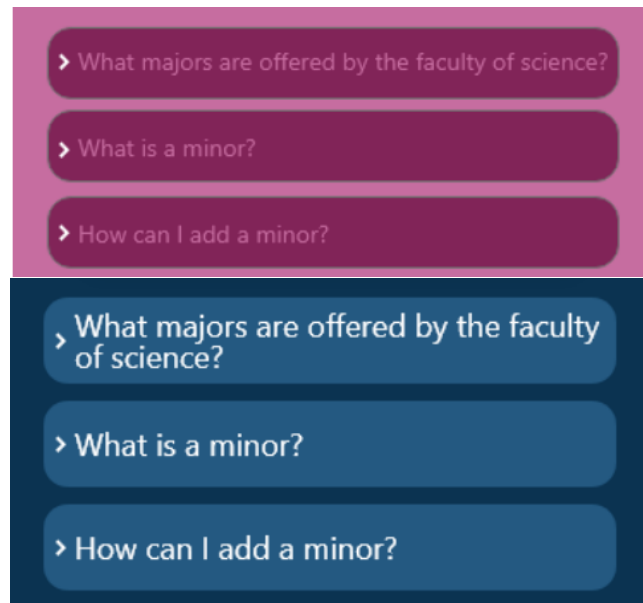 What majors are offered by the faculty of science?
What is a minor?
How can I add a minor?
What majors are offered by the faculty
of science?
What is a minor?
How can I add a minor?